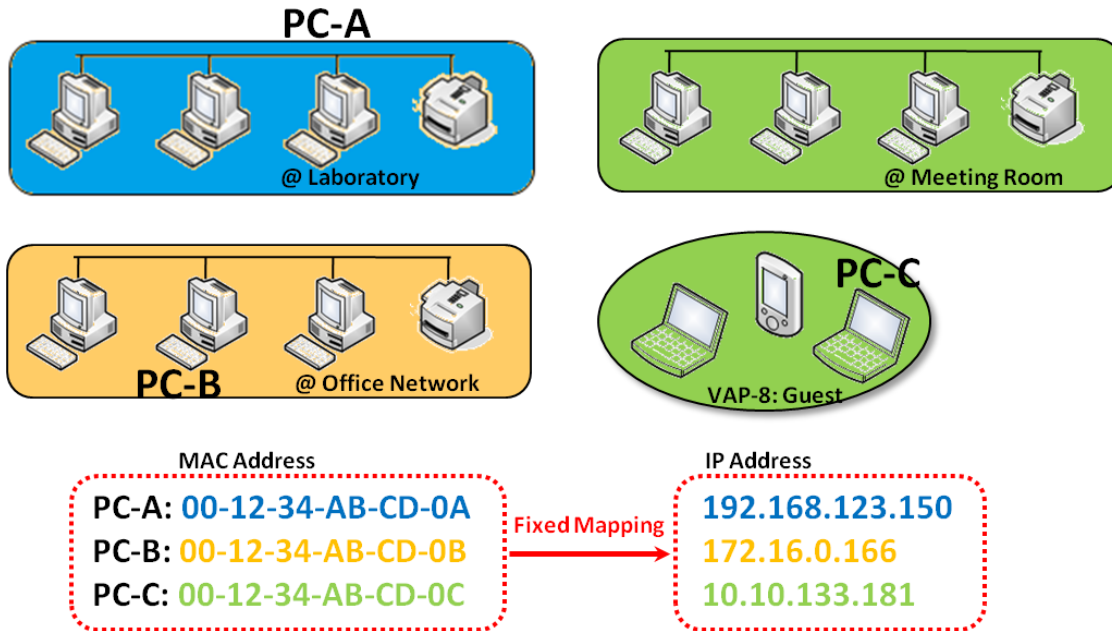 PC-A
@ Laboratory
@ Meeting Room
PC-B
@ Office Network
PC-C
VAP-8: Guest
MAC Address
PC-A: 00-12-34-AB-CD-0A
PC-B: 00-12-34-AB-CD-0B
PC-C: 00-12-34-AB-CD-0C
Fixed Mapping
IP Address
192.168.123.150
172.16.0.166
10.10.133.181